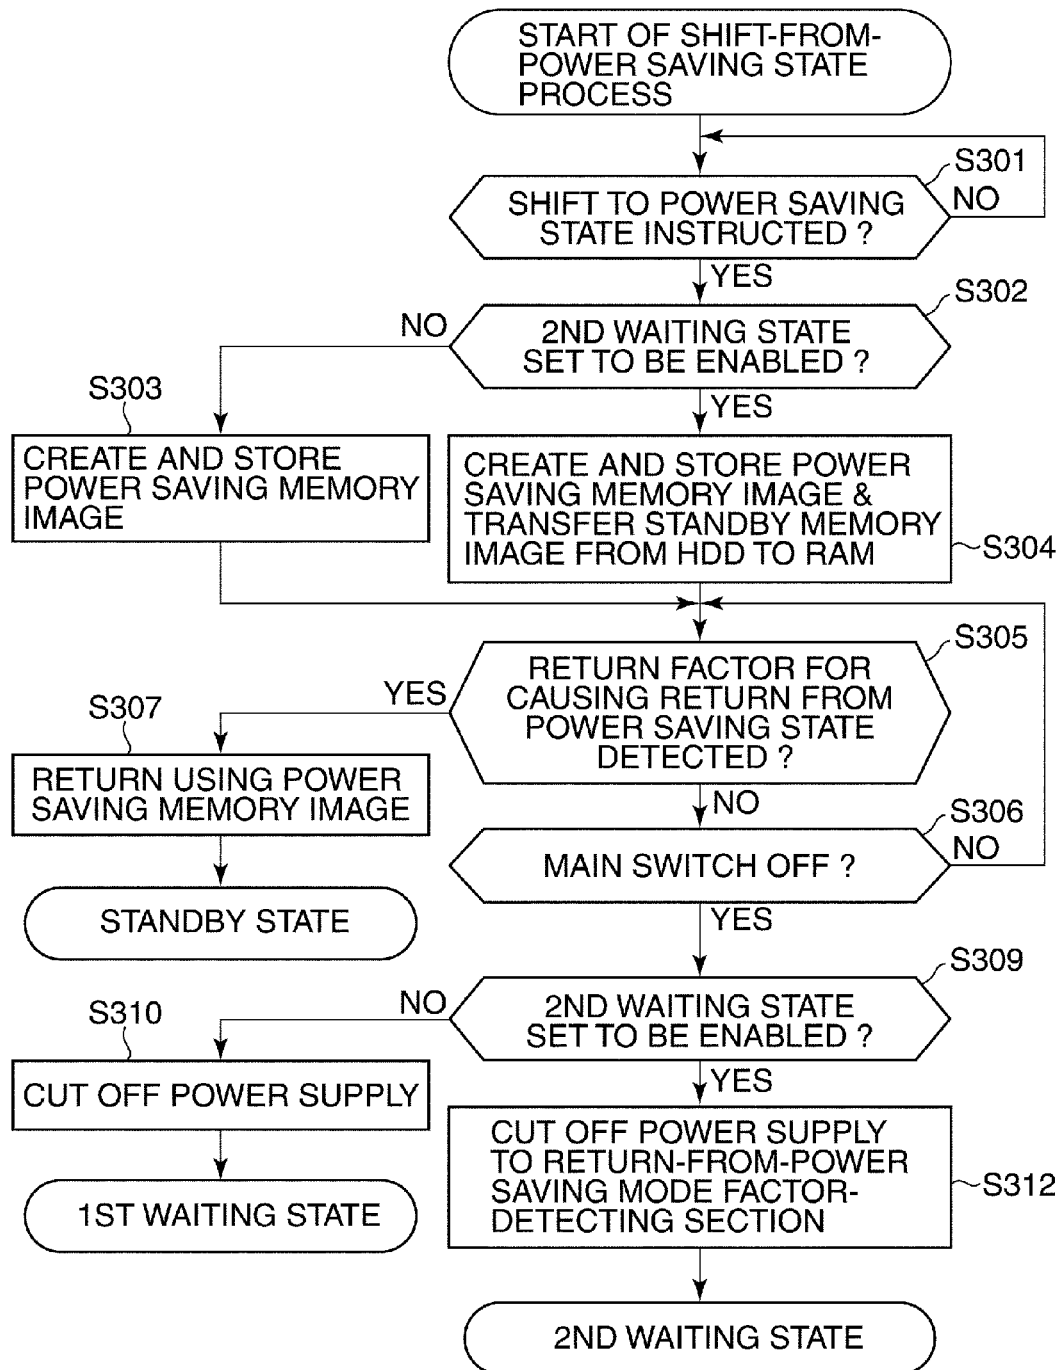 START OF SHIFT-FROM-
POWER SAVING STATE
PROCESS
S301
SHIFT TO POWER SAVING
STATE INSTRUCTED ?
NO
YES
S302
NO
2ND WAITING STATE
SET TO BE ENABLED ?
YES
S303
CREATE AND STORE
POWER SAVING MEMORY
IMAGE
CREATE AND STORE POWER
SAVING MEMORY IMAGE &
TRANSFER STANDBY MEMORY
IMAGE FROM HDD TO RAM
S304
S305
RETURN FACTOR FOR
CAUSING RETURN FROM
POWER SAVING STATE
DETECTED ?
YES
NO
S307
RETURN USING POWER
SAVING MEMORY IMAGE
STANDBY STATE
S306
MAIN SWITCH OFF ?
NO
YES
S309
2ND WAITING STATE
SET TO BE ENABLED ?
NO
YES
S310
CUT OFF POWER SUPPLY
1ST WAITING STATE
CUT OFF POWER SUPPLY
TO RETURN-FROM-POWER
SAVING MODE FACTOR-
DETECTING SECTION
S312
2ND WAITING STATE